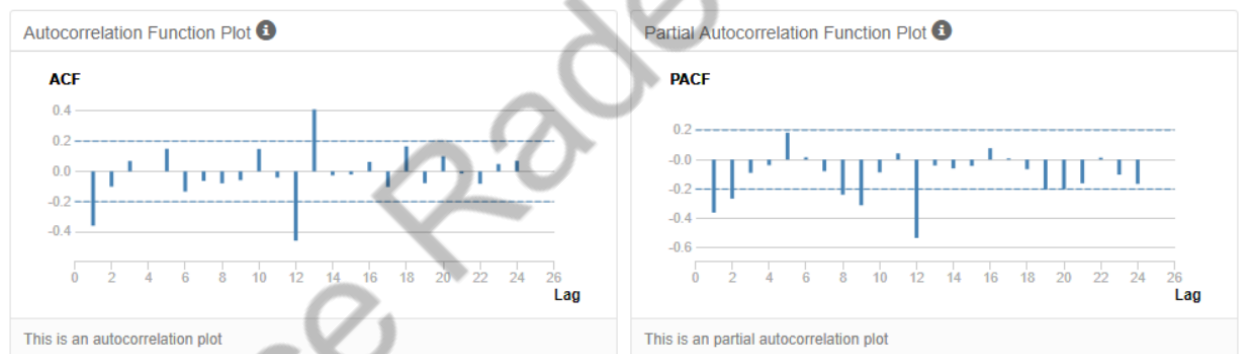 Autocorrelation Function Plot
ACF
0.4
0.2
0.0
-0.2
-0.4
0 2 4 6 8 10 12 14 16 18 20 22 24 26
Lag
This is an autocorrelation plot
Partial Autocorrelation Function Plot
PACF
0.2
-0.0
-0.2
-0.4
-0.6
0 2 4 6 8 10 12 14 16 18 20 22 24 26
Lag
This is an partial autocorrelation plot